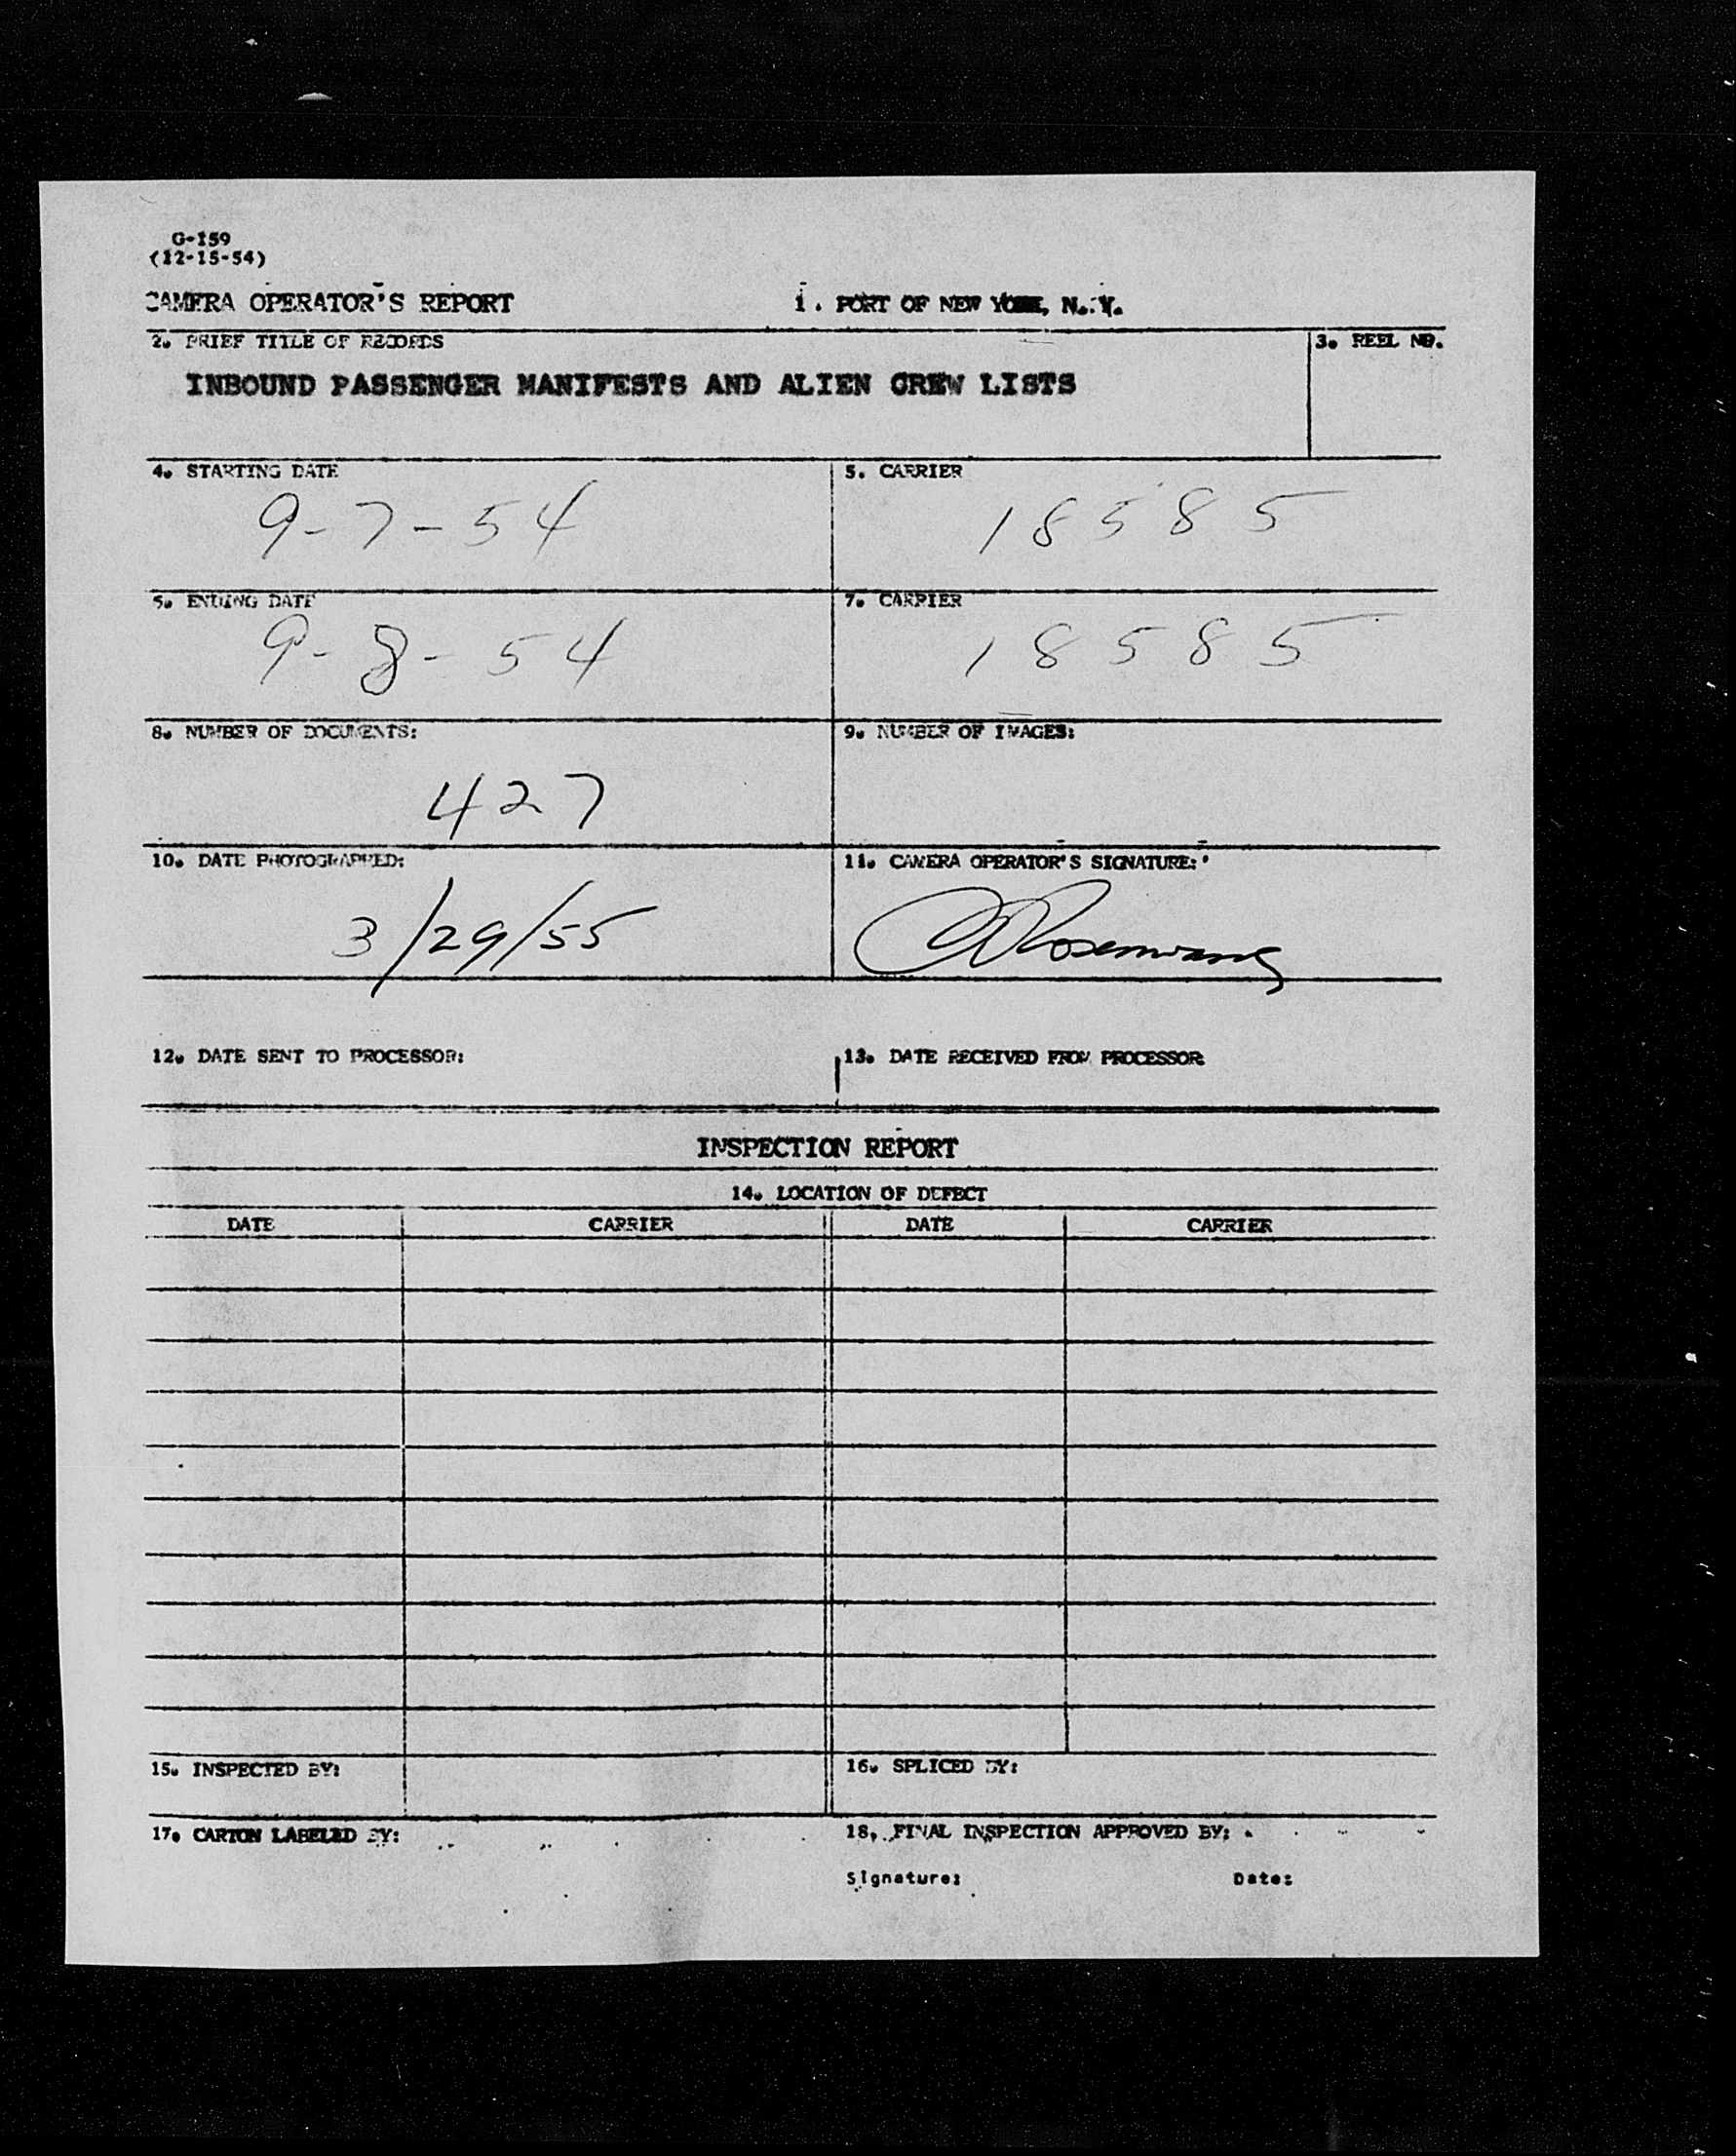 G-159
(12-15-54)
CAMERA OPERATOR'S REPORT 1. PORT OF NEW YORK, N. Y.
2. BRIEF TITLE OF RECORDS 3. REEL NO.
INBOUND PASSENGER MANIFESTS AND ALIEN CREW LISTS
4. STARTING DATE 5. CARRIER
9-7-54 18585
5. ENDING DATE 7. CARRIER
9-8-54 18585
8. NUMBER OF DOCUMENTS: 9. NUMBER OF IMAGES:
427
10. DATE PHOTOGRAPHED: 11. CAMERA OPERATOR'S SIGNATURE:
3/29/55
12. DATE SENT TO PROCESSOR: 13. DATE RECEIVED FROM PROCESSOR
INSPECTION REPORT
14. LOCATION OF DEFECT
DATE CARRIER DATE CARRIER
15. INSPECTED BY: 16. SPLICED BY:
17. CARTON LABELED BY: 18. FINAL INSPECTION APPROVED BY:
Signature: Date: